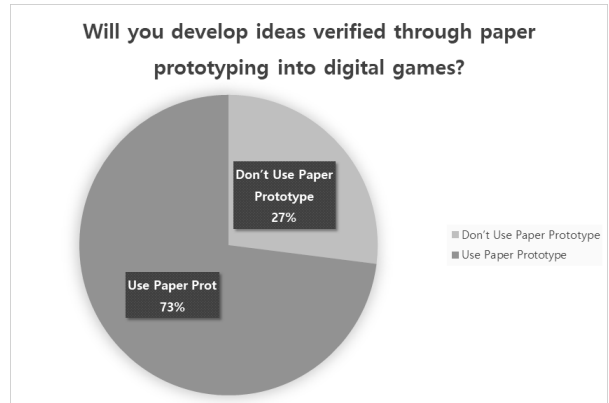 Will you develop ideas verified through paper
prototyping into digital games?
Don't Use Paper
Prototype
27%
Use Paper Prot
73%
Don't Use Paper Prototype
Use Paper Prototype